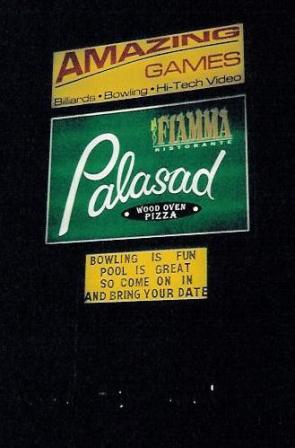 AMAZING
GAMES
Billiards • Bowling • Hi-Tech Video
FIAMMA
RISTORANTE
Palasad
WOOD OVEN
PIZZA
BOWLING IS FUN
POOL IS GREAT
SO COME ON IN
AND BRING YOUR DATE